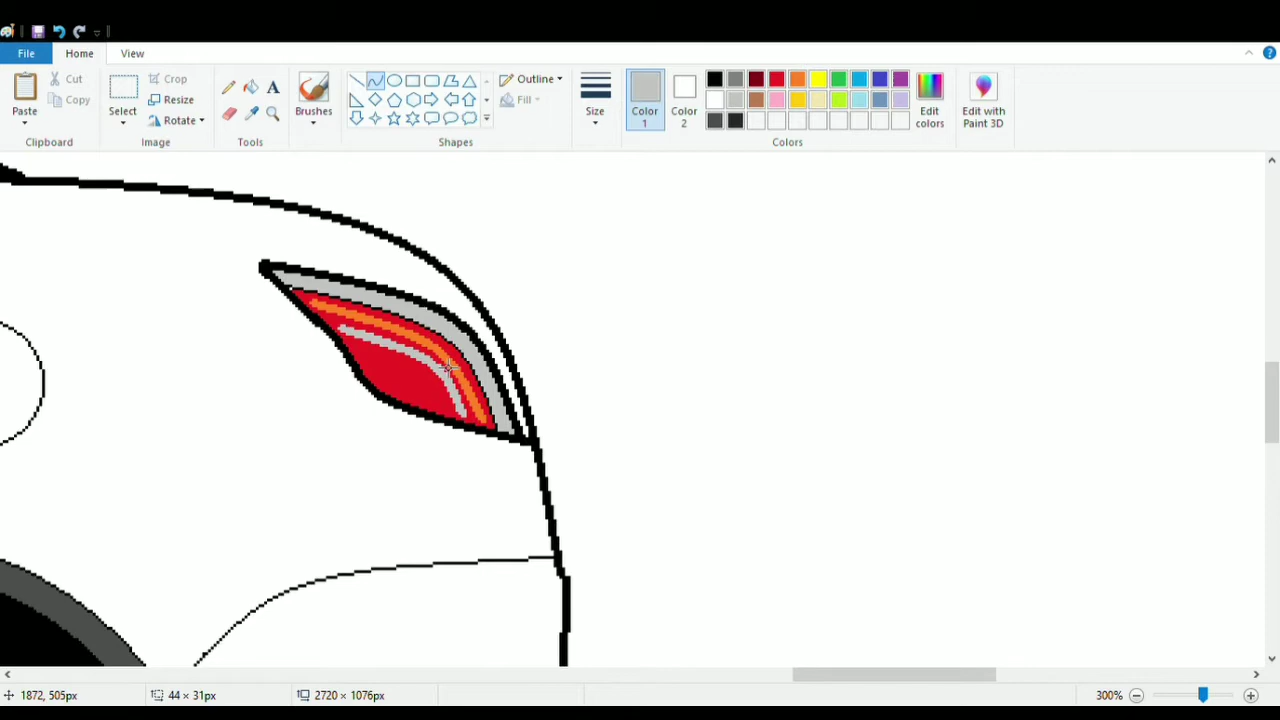 File Home View
Paste
Cut
Copy
Clipboard
Select
Crop
Resize
Rotate
Image
A
Tools
Brushes
Outline
Fill
Shapes
Size
Color 1
Color 2
Edit colors
Colors
Edit with Paint 3D
1872, 505px 44 × 31px 2720 × 1076px 300%